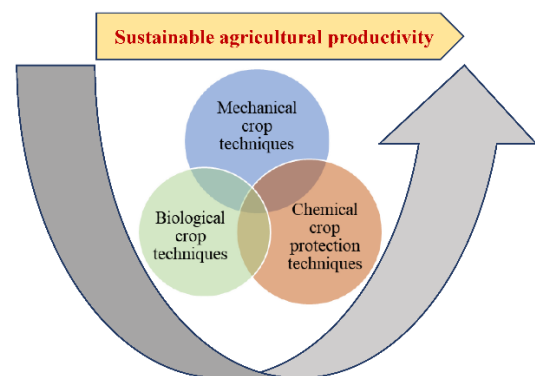 Sustainable agricultural productivity
Mechanical
crop
techniques
Biological
crop
techniques
Chemical
crop
protection
techniques